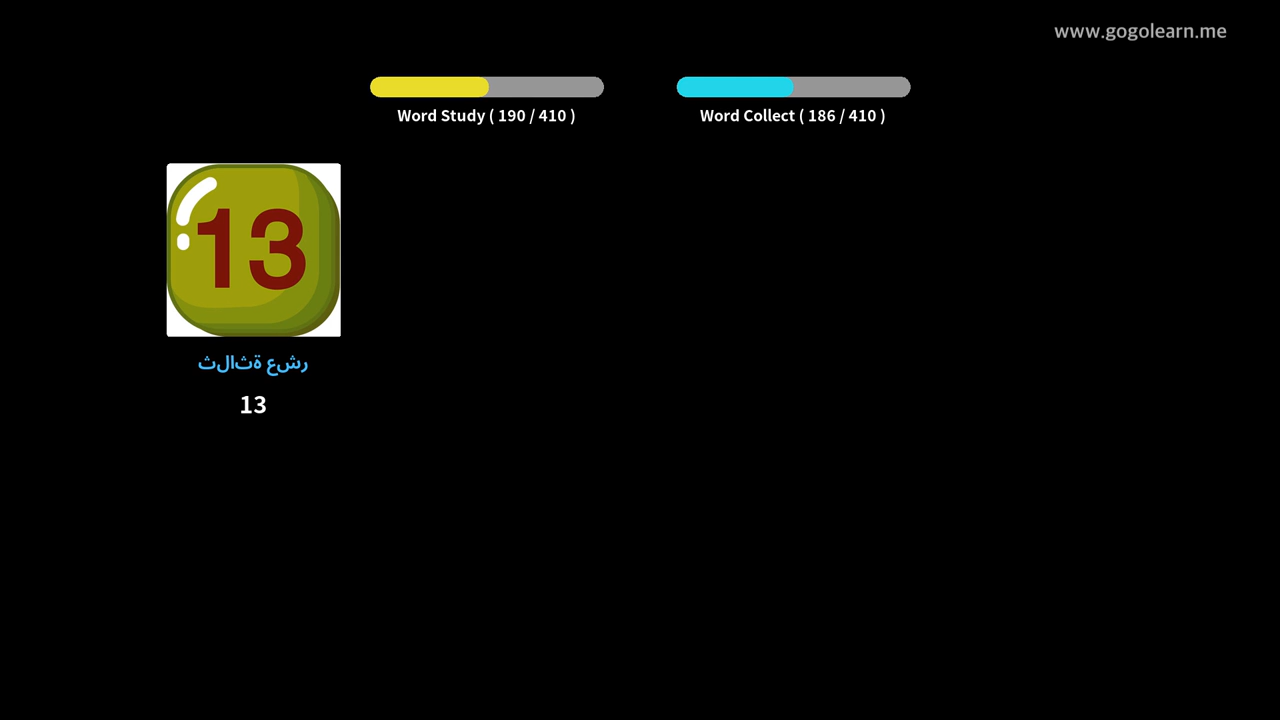 www.gogolearn.me
Word Study ( 190 / 410 )
Word Collect ( 186 / 410 )
13
رشع ةثالث
13